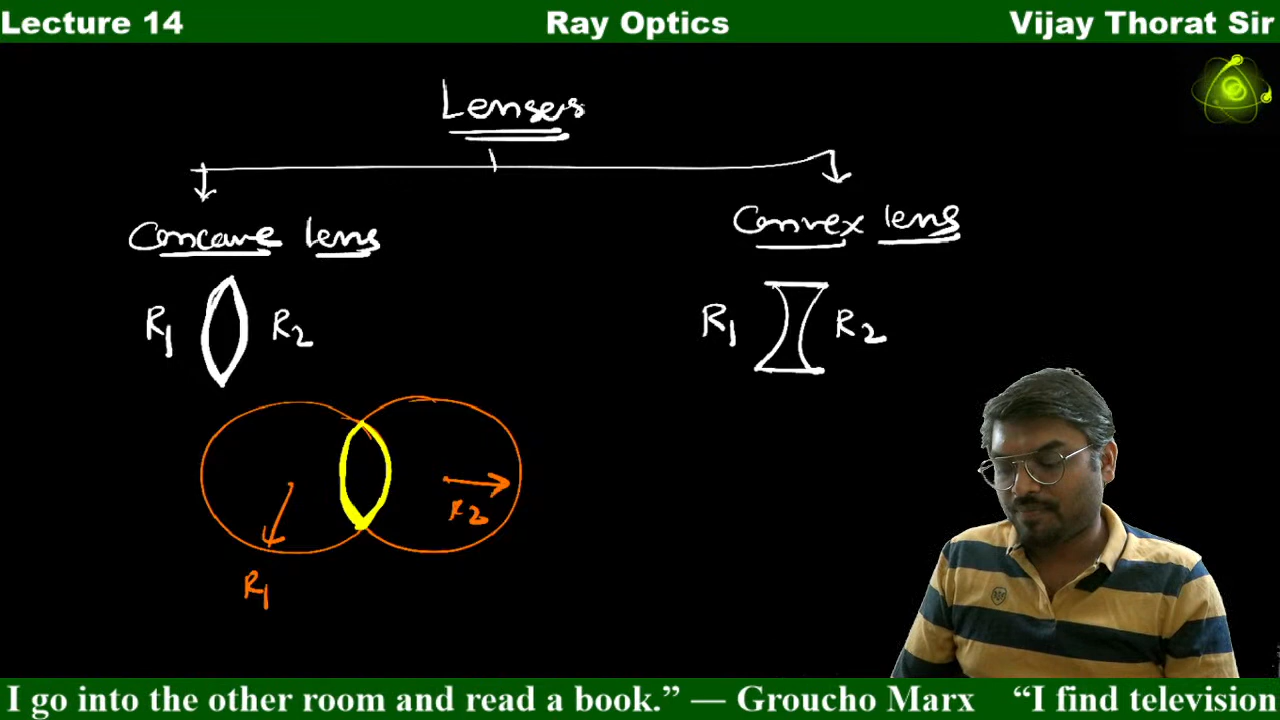 Lecture 14 Ray Optics Vijay Thorat Sir
Lensers
Concave lens
Convex lens
R1 R2
R1 R2
R2
R1
I go into the other room and read a book.” — Groucho Marx “I find television